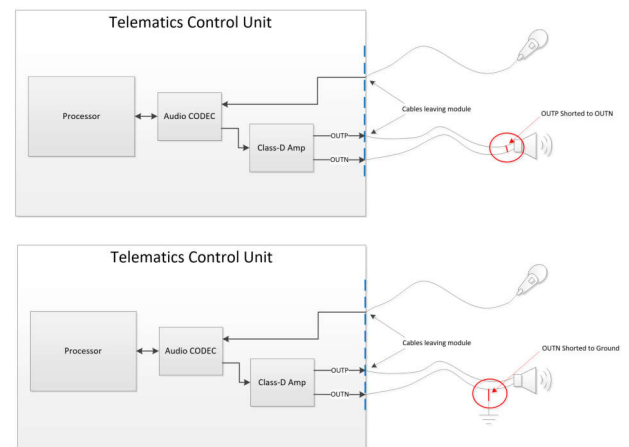 Telematics Control Unit
Processor
Audio CODEC
Class-D Amp
OUTP
OUTN
Cables leaving module
OUTP Shorted to OUTN
Telematics Control Unit
Processor
Audio CODEC
Class-D Amp
OUTP
OUTN
Cables leaving module
OUTN Shorted to Ground